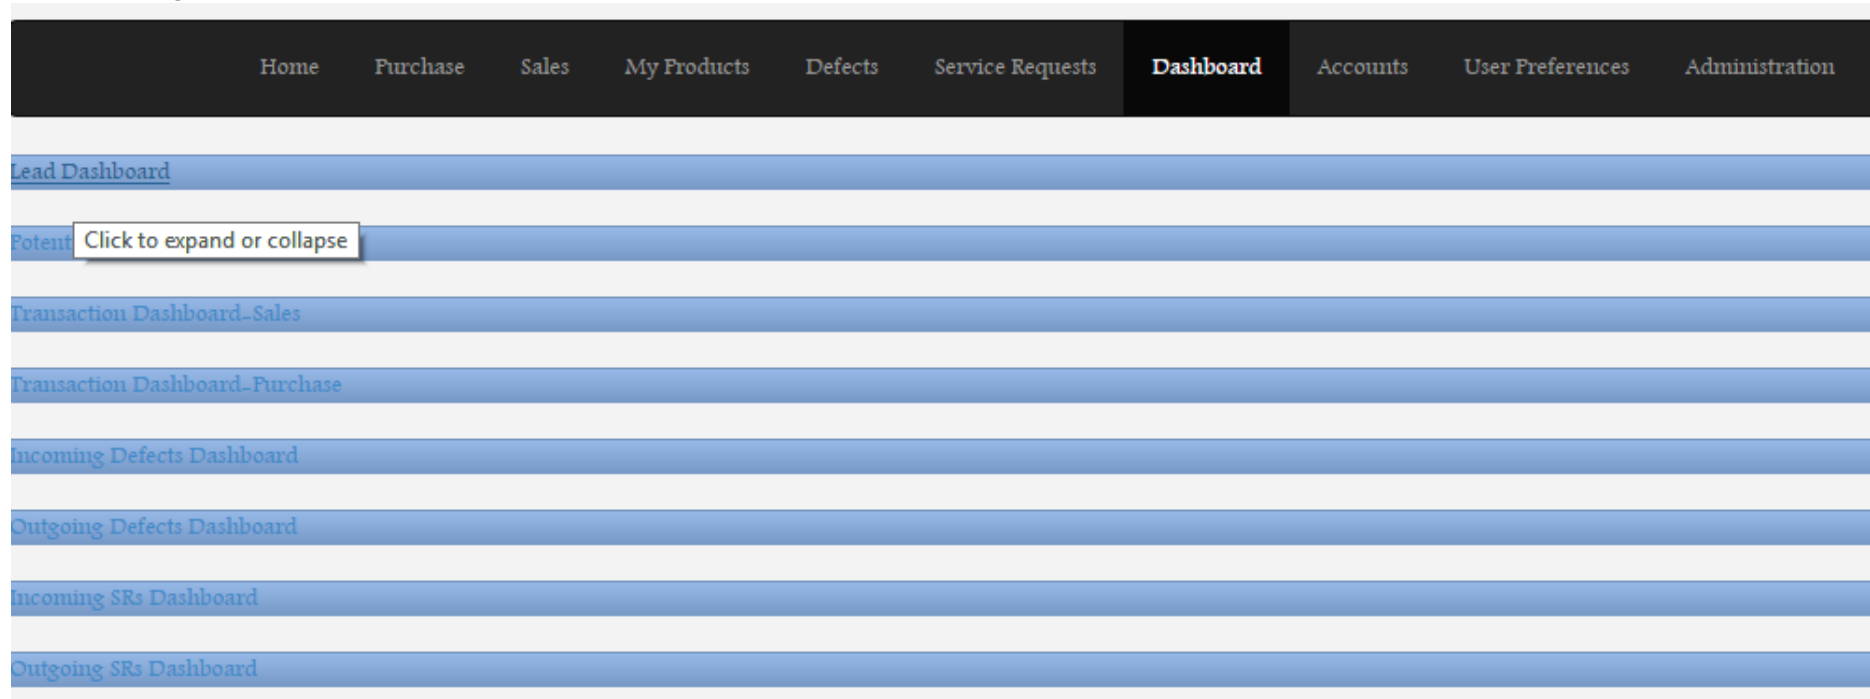 Home Purchase Sales My Products Defects Service Requests Dashboard Accounts User Preferences Administration
Lead Dashboard
Click to expand or collapse
Transaction Dashboard-Sales
Transaction Dashboard-Purchase
Incoming Defects Dashboard
Outgoing Defects Dashboard
Incoming SRs Dashboard
Outgoing SRs Dashboard